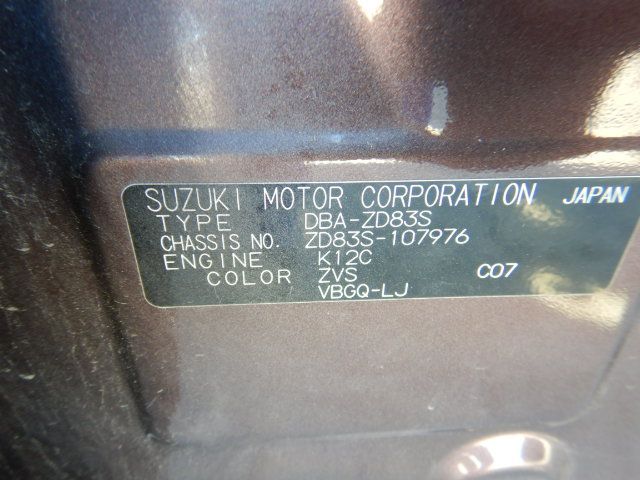 SUZUKI MOTOR CORPORATION JAPAN
TYPE DBA-ZD83S
CHASSIS NO. ZD83S-107976
ENGINE K12C
COLOR ZVS C07
VBGQ-LJ